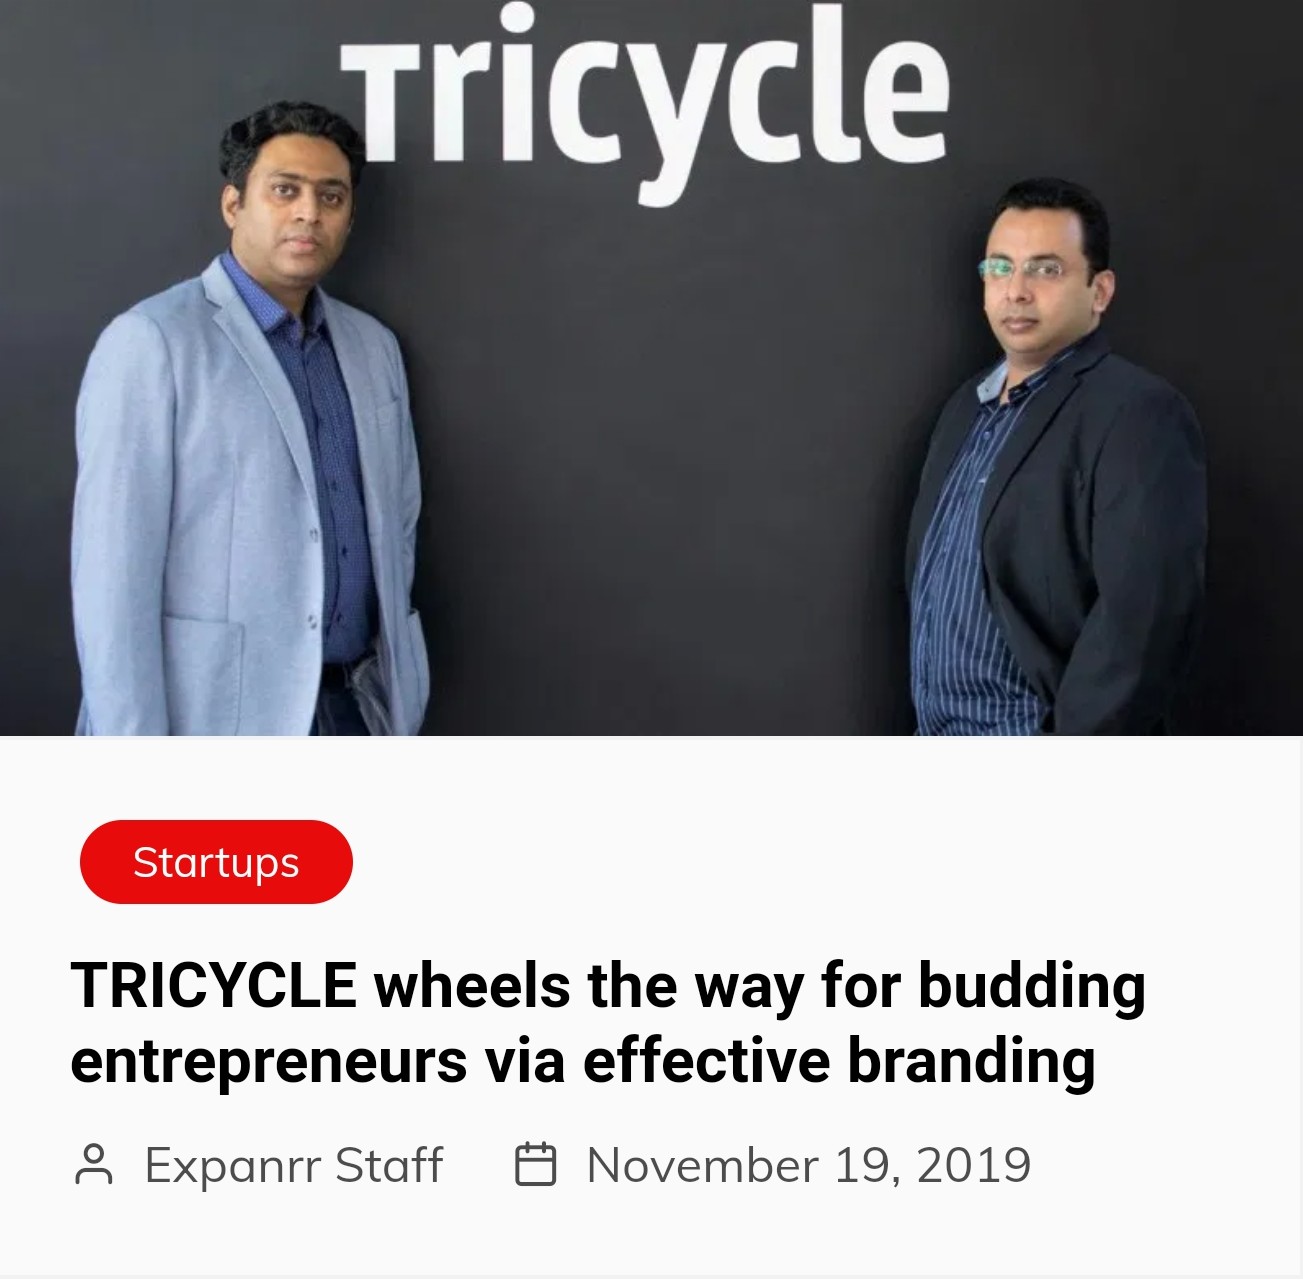 Tricycle
Startups
TRICYCLE wheels the way for budding
entrepreneurs via effective branding
Expanrr Staff November 19, 2019